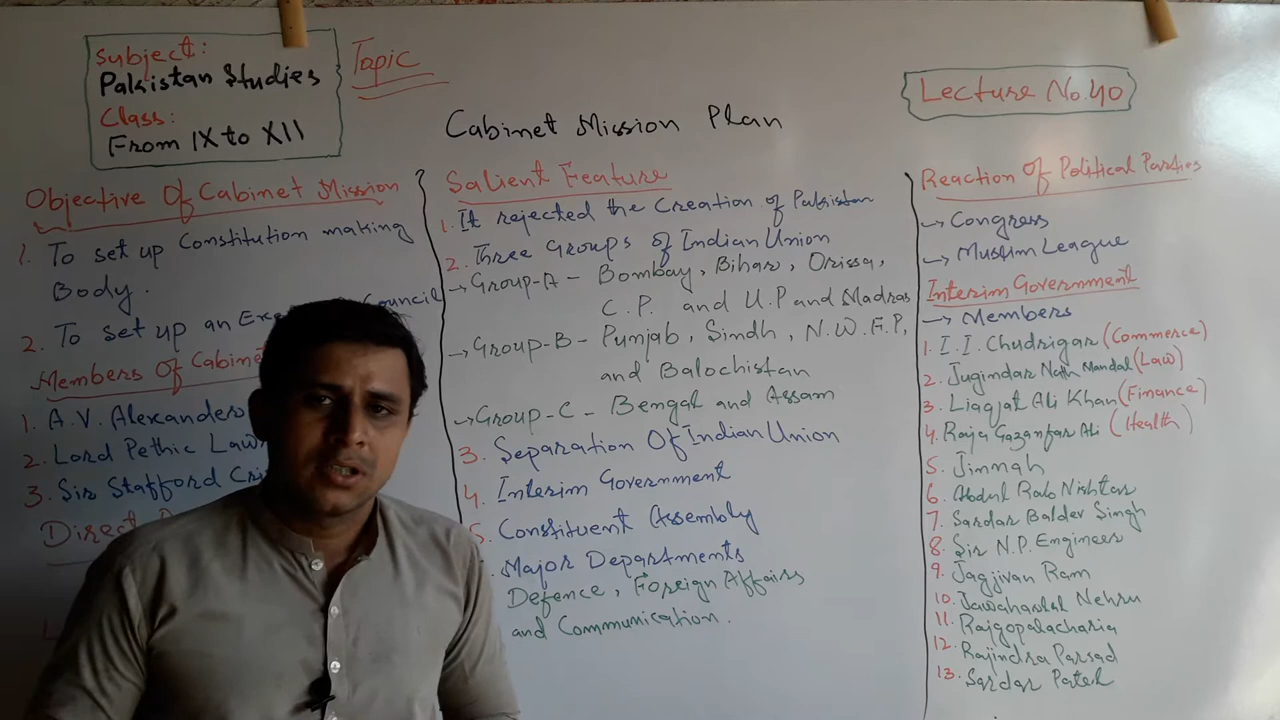 Subject:
Pakistan Studies
Class:
From IX to XII
Topic
Lecture No.40
Cabinet Mission Plan
Objective Of Cabinet Mission
1. To set up Constitution making
Body.
2. To set up an Exe Council
Members Of Cabinet
1. A.V. Alexander
2. Lord Pethic Law
3. Sir Stafford Cri
Direct
Salient Feature
1. It rejected the Creation of Pakistan
2. Three Groups of Indian Union
→ Group-A - Bombay, Bihar, Orissa,
C.P. and U.P and Madras
→ Group-B - Punjab, Sindh, N.W.F.P,
and Balochistan
→ Group-C - Bengal and Assam
3. Separation Of Indian Union
4. Interim Government
5. Constituent Assembly
Major Departments
Defence, Foreign Affairs
and Communication.
Reaction Of Political Parties
→ Congress
→ Muslim League
Interim Government
→ Members
1. I.I. Chudrigar (Commerce)
2. Jugindar Nath Mandal (Law)
3. Liaqat Ali Khan (Finance)
4. Raja Gazanfar Ali (Health)
5. Jinnah
6. Abdul Rab Nishtar
7. Sardar Baldev Singh
8. Sir N.P. Engineer
9. Jagjivan Ram
10. Jawaharlal Nehru
11. Rajgopalacharia
12. Rajindra Parsad
13. Sardar Patel